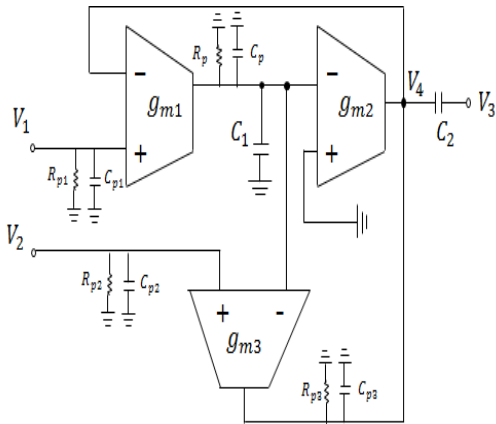 R_p
C_p
−
−
g_m1
g_m2
V_4
V_3
V_1
C_1
C_2
+
+
R_p1
C_p1
V_2
R_p2
C_p2
+ -
g_m3
R_p3
C_p3